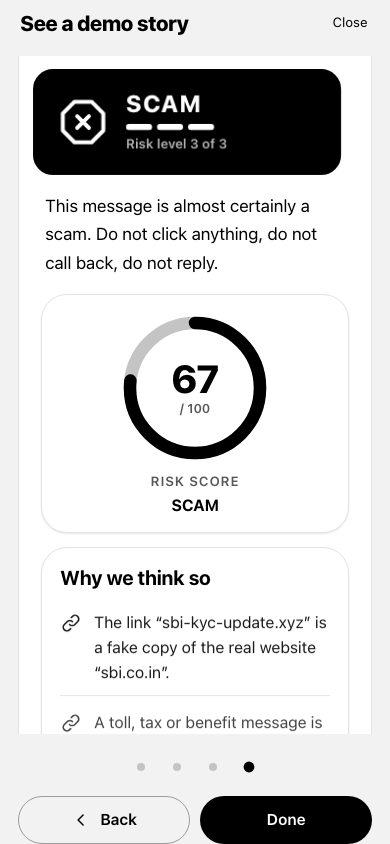 See a demo story
Close
SCAM
Risk level 3 of 3
This message is almost certainly a
scam. Do not click anything, do not
call back, do not reply.
67
/ 100
RISK SCORE
SCAM
Why we think so
The link “sbi-kyc-update.xyz” is
a fake copy of the real website
“sbi.co.in”.
A toll, tax or benefit message is
Back
Done